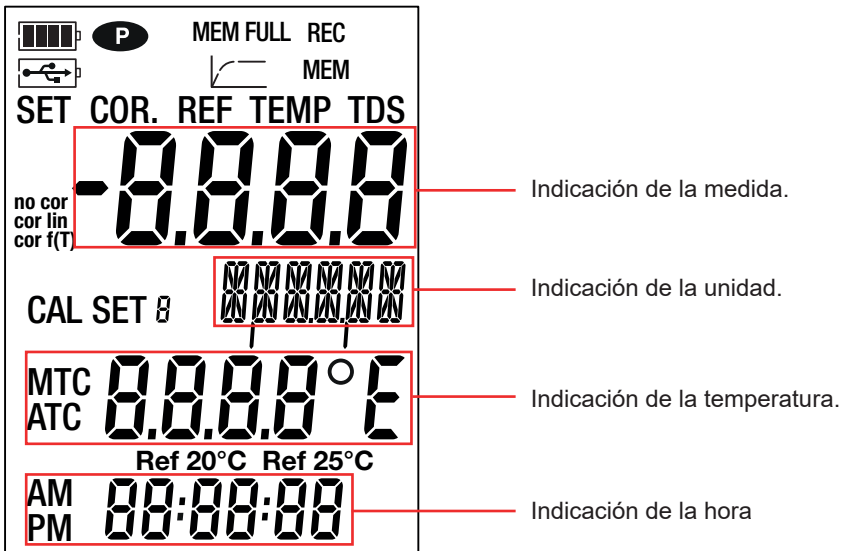 P MEM FULL REC
MEM
SET COR. REF TEMP TDS
-8.8.8.8
Indicación de la medida.
no cor
cor lin
cor f(T)
Indicación de la unidad.
CAL SET 8
MTC 8.8.8.8°E
ATC
Indicación de la temperatura.
Ref 20°C Ref 25°C
AM 88:88:88
PM
Indicación de la hora